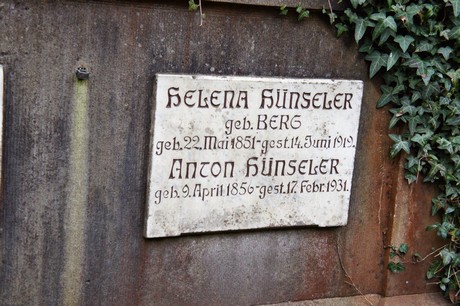 HELENA HÜNSELER
geb. BERG
geb. 22. Mai 1851-gest. 14. Juni 1919.
ANTON HÜNSELER
geb. 9. April 1856-gest. 17. Febr. 1931.